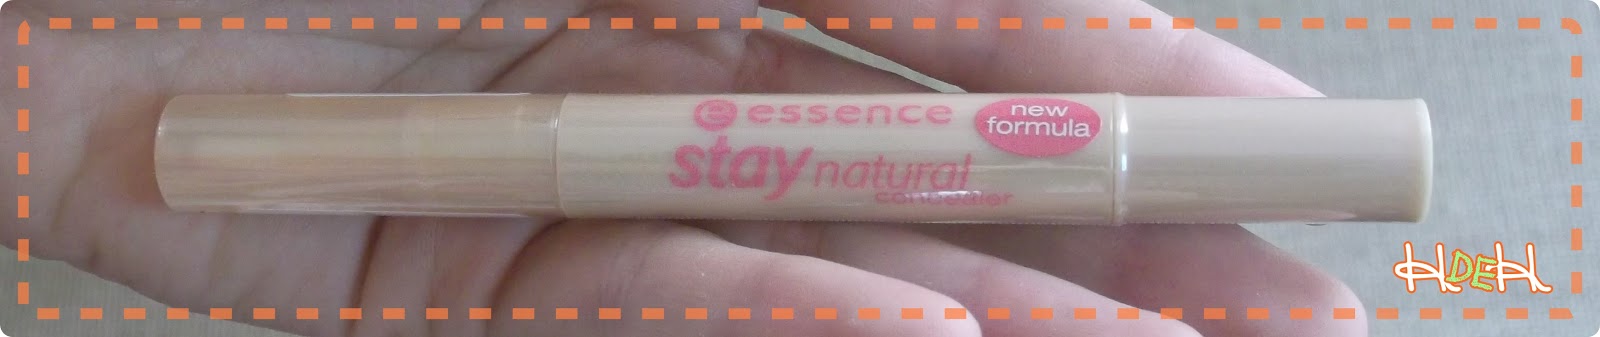 e essence
new
formula
stay natural
concealer
HDEH